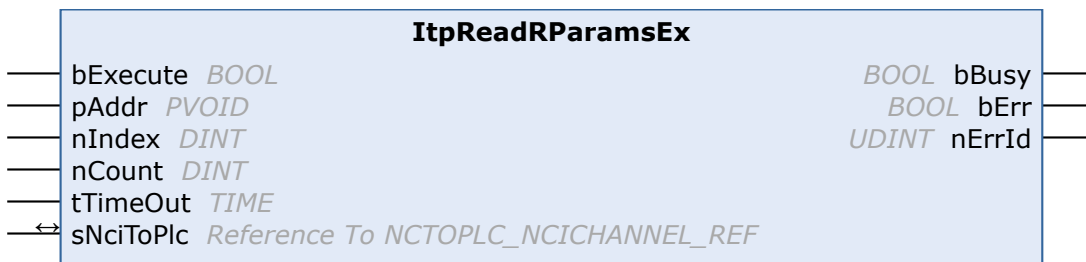 ItpReadRParamsEx
bExecute BOOL BOOL bBusy
pAddr PVOID BOOL bErr
nIndex DINT UDINT nErrId
nCount DINT
tTimeOut TIME
↔ sNciToPlc Reference To NCTOPLC_NCICHANNEL_REF